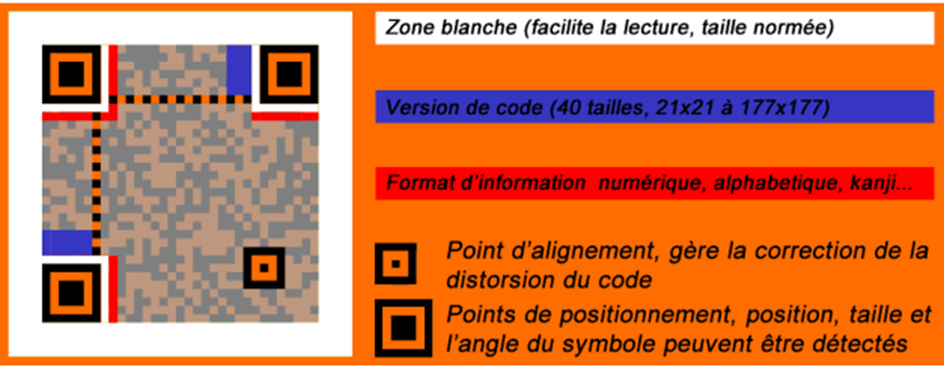 Zone blanche (facilite la lecture, taille normée)
Version de code (40 tailles, 21x21 à 177x177)
Format d'information numérique, alphabetique, kanji...
Point d'alignement, gère la correction de la
distorsion du code
Points de positionnement, position, taille et
l'angle du symbole peuvent être détectés